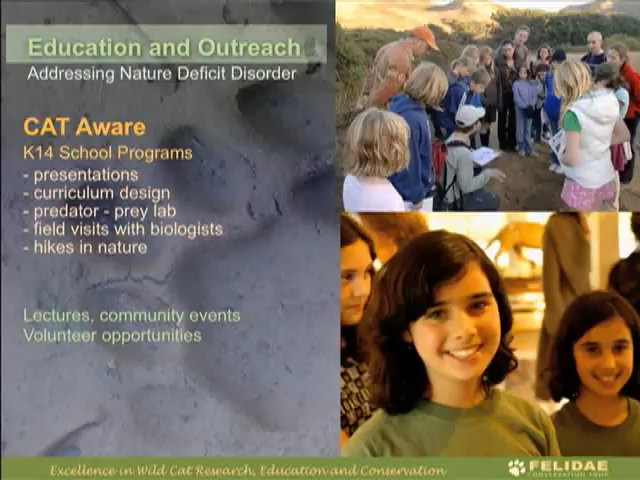 Education and Outreach
Addressing Nature Deficit Disorder
CAT Aware
K14 School Programs
- presentations
- curriculum design
- predator - prey lab
- field visits with biologists
- hikes in nature
Lectures, community events
Volunteer opportunities
Excellence in Wild Cat Research, Education and Conservation
FELIDAE
CONSERVATION FUND